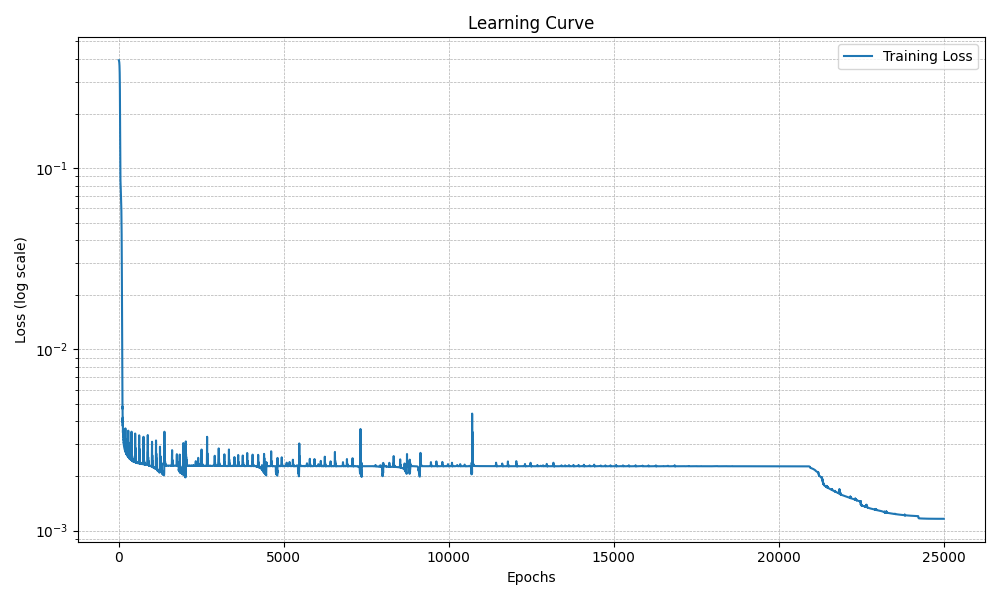 Learning Curve
Training Loss
Loss (log scale)
10⁻¹
10⁻²
10⁻³
0 5000 10000 15000 20000 25000
Epochs